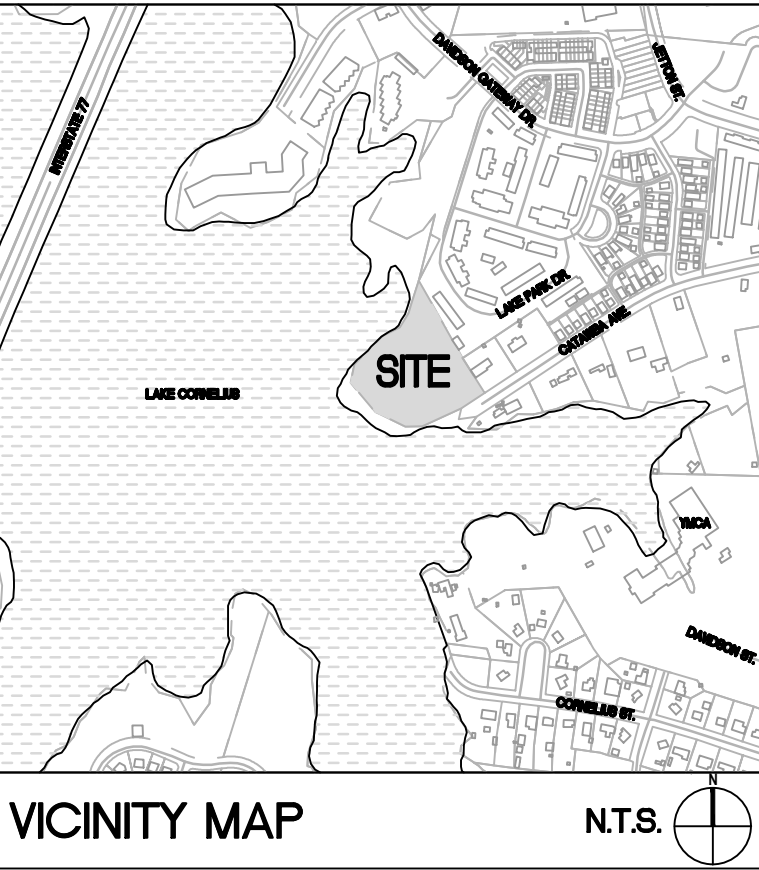 DAVIDSON GATEWAY DR.
JETTON ST.
INTERSTATE 77
LAKE PARK DR.
CATAWBA AVE.
SITE
LAKE CORNELIUS
YMCA
DAVIDSON ST.
CORNELIUS ST.
N
VICINITY MAP
N.T.S.